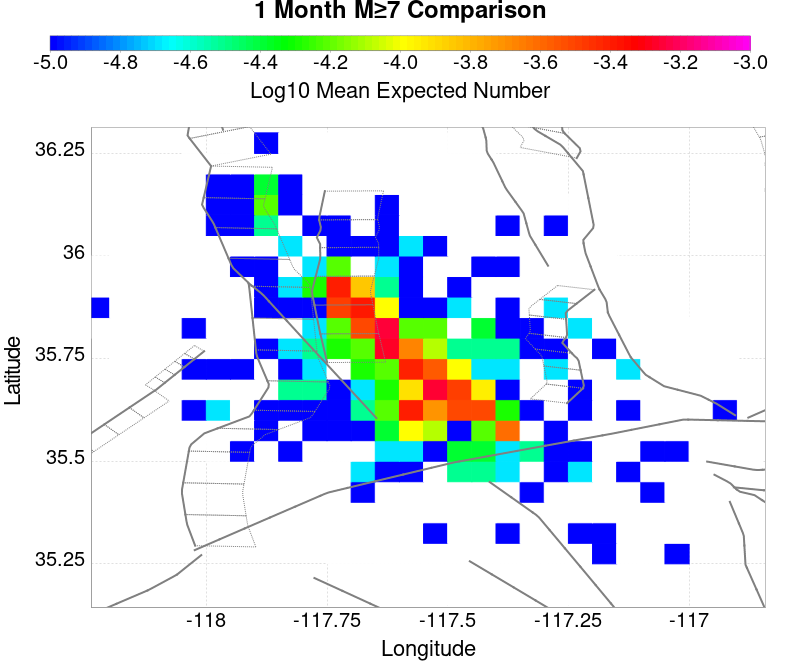 1 Month M≥7 Comparison
-5.0 -4.8 -4.6 -4.4 -4.2 -4.0 -3.8 -3.6 -3.4 -3.2 -3.0
Log10 Mean Expected Number
36.25
36
35.75
35.5
35.25
Latitude
-118 -117.75 -117.5 -117.25 -117
Longitude